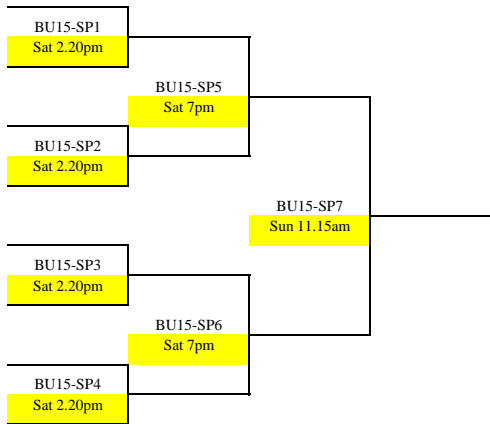 BU15-SP1
Sat 2.20pm
BU15-SP5
Sat 7pm
BU15-SP2
Sat 2.20pm
BU15-SP7
Sun 11.15am
BU15-SP3
Sat 2.20pm
BU15-SP6
Sat 7pm
BU15-SP4
Sat 2.20pm